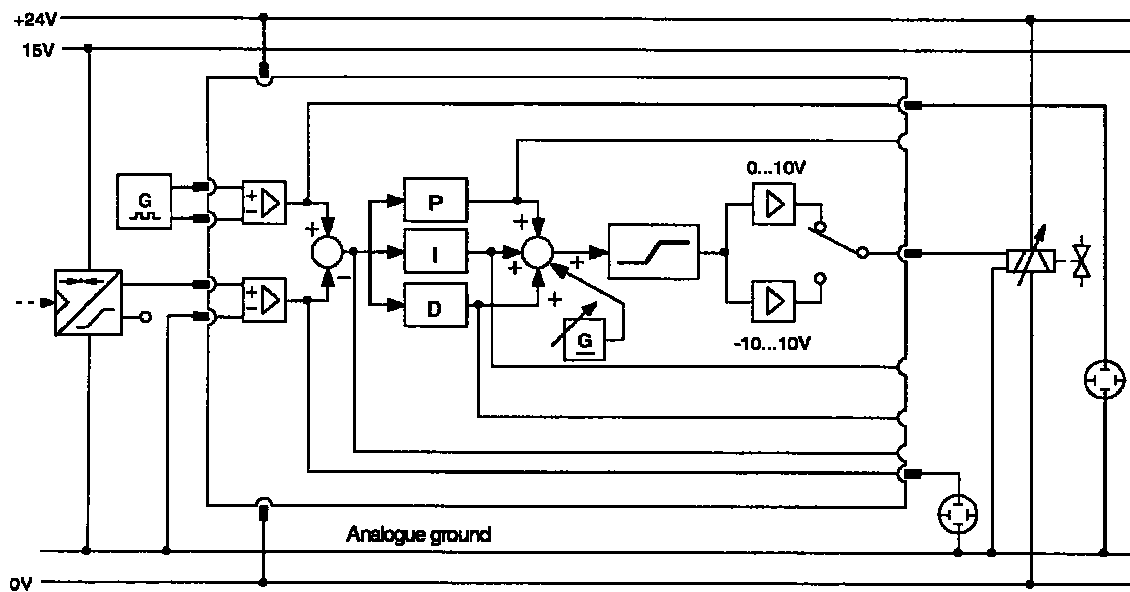 +24V
15V
0...10V
G
P
+
-
+
+
I
-
+
+
+
-
D
+
G
-10...10V
Analogue ground
0V